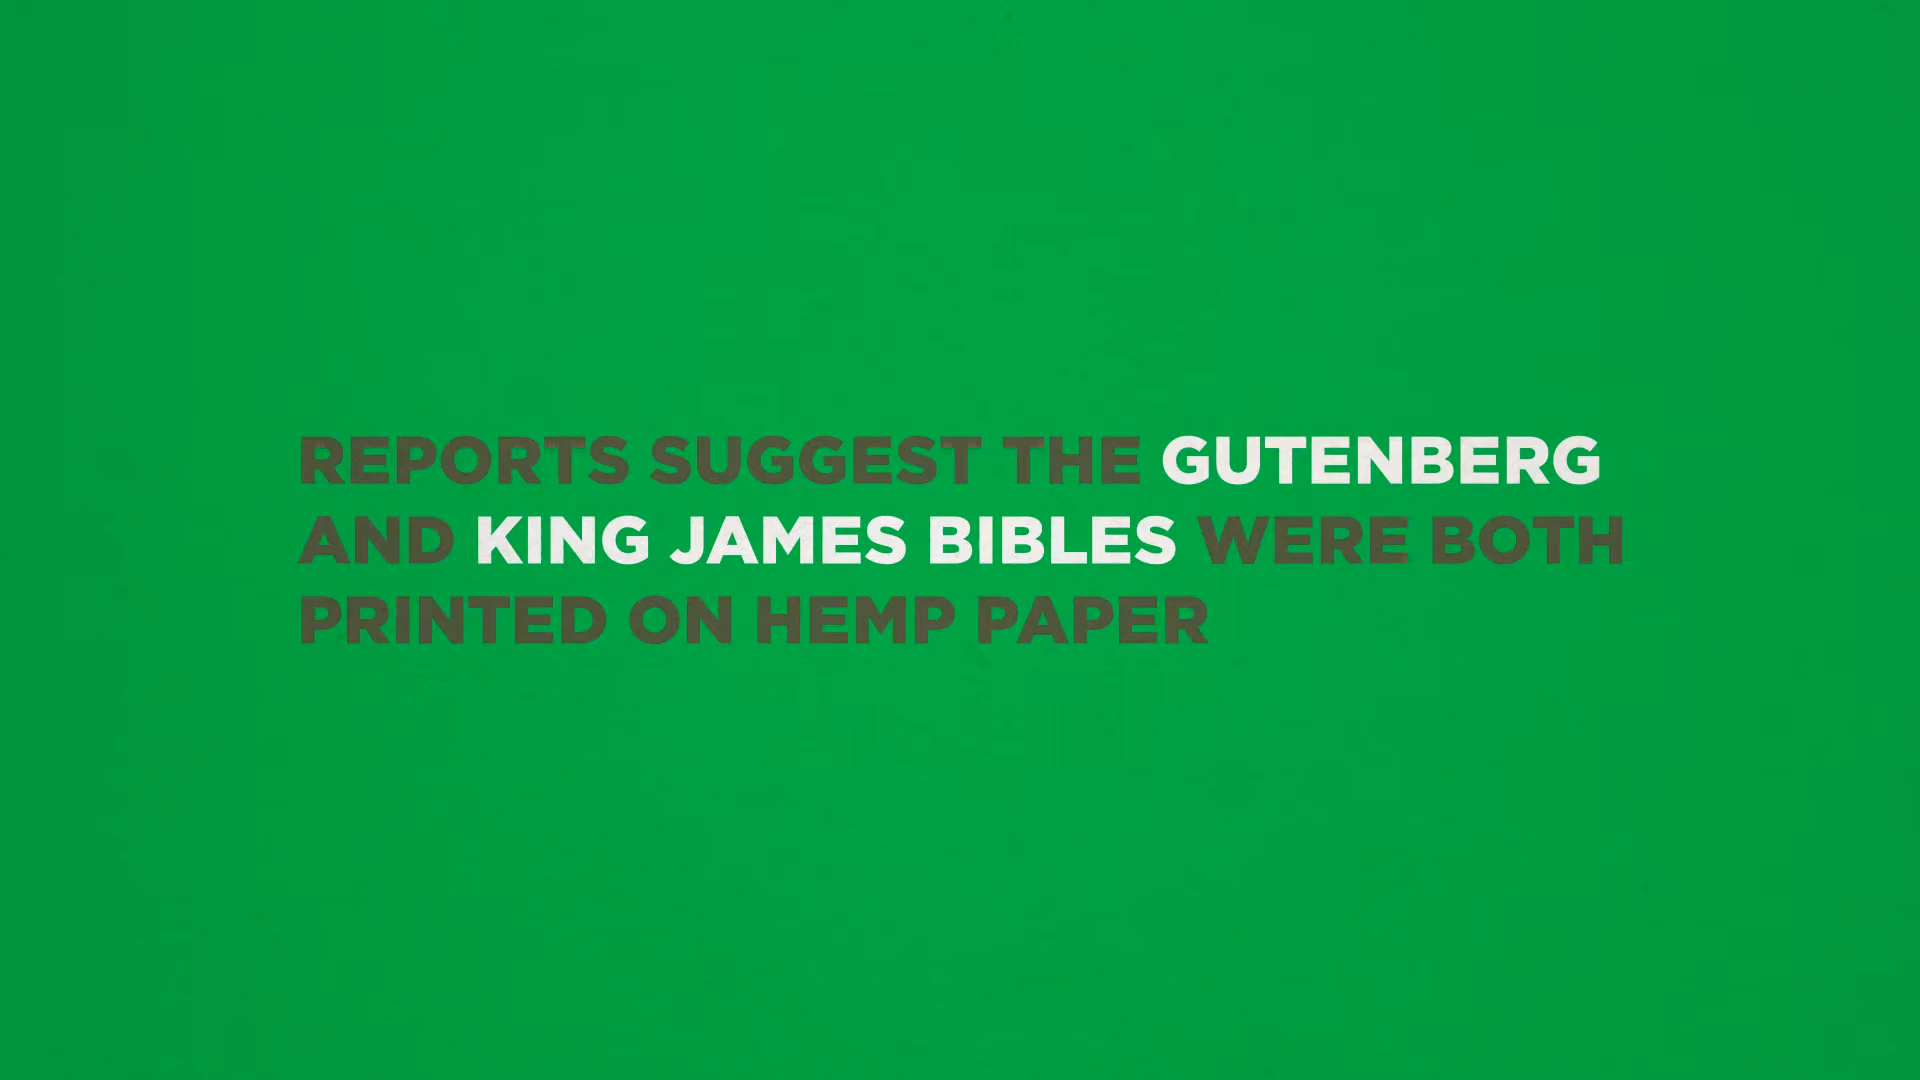 REPORTS SUGGEST THE GUTENBERG
AND KING JAMES BIBLES WERE BOTH
PRINTED ON HEMP PAPER